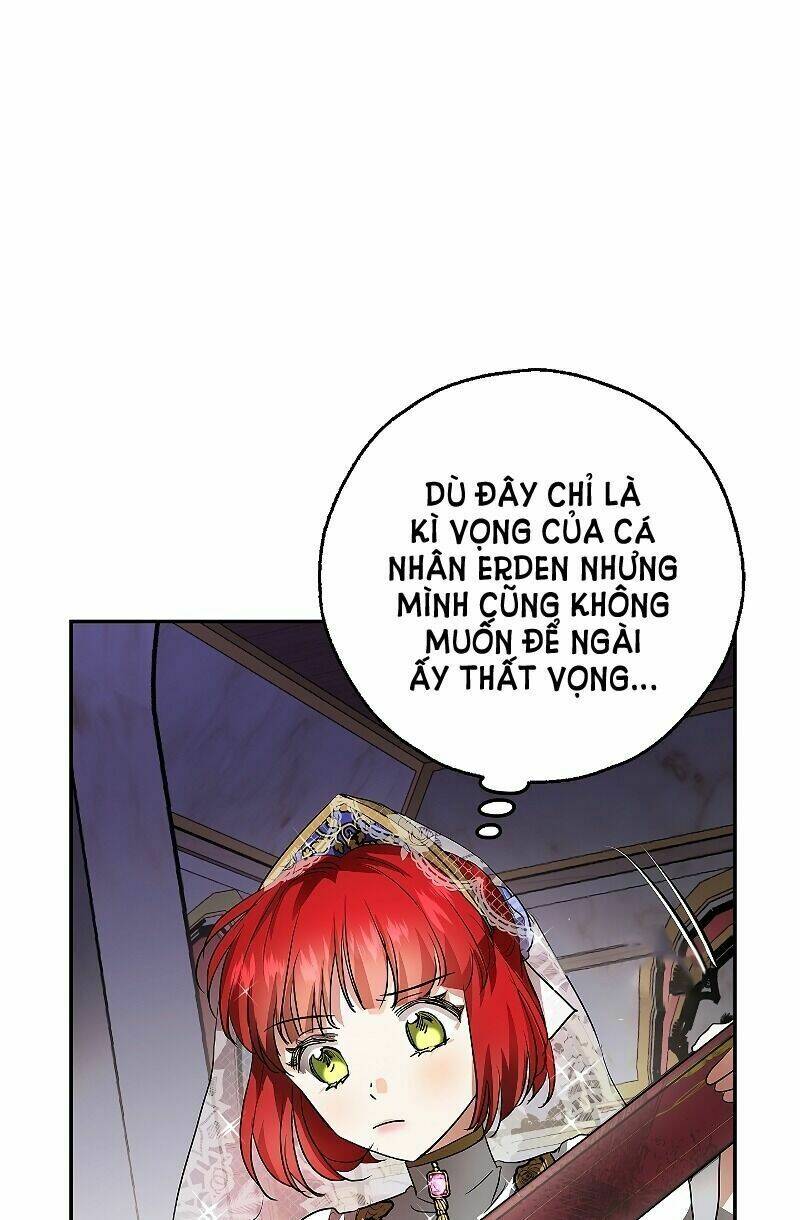 DÙ ĐÂY CHỈ LÀ
KÌ VỌNG CỦA CÁ
NHÂN ERDEN NHƯNG
MÌNH CŨNG KHÔNG
MUỐN ĐỂ NGÀI
ẤY THẤT VỌNG...